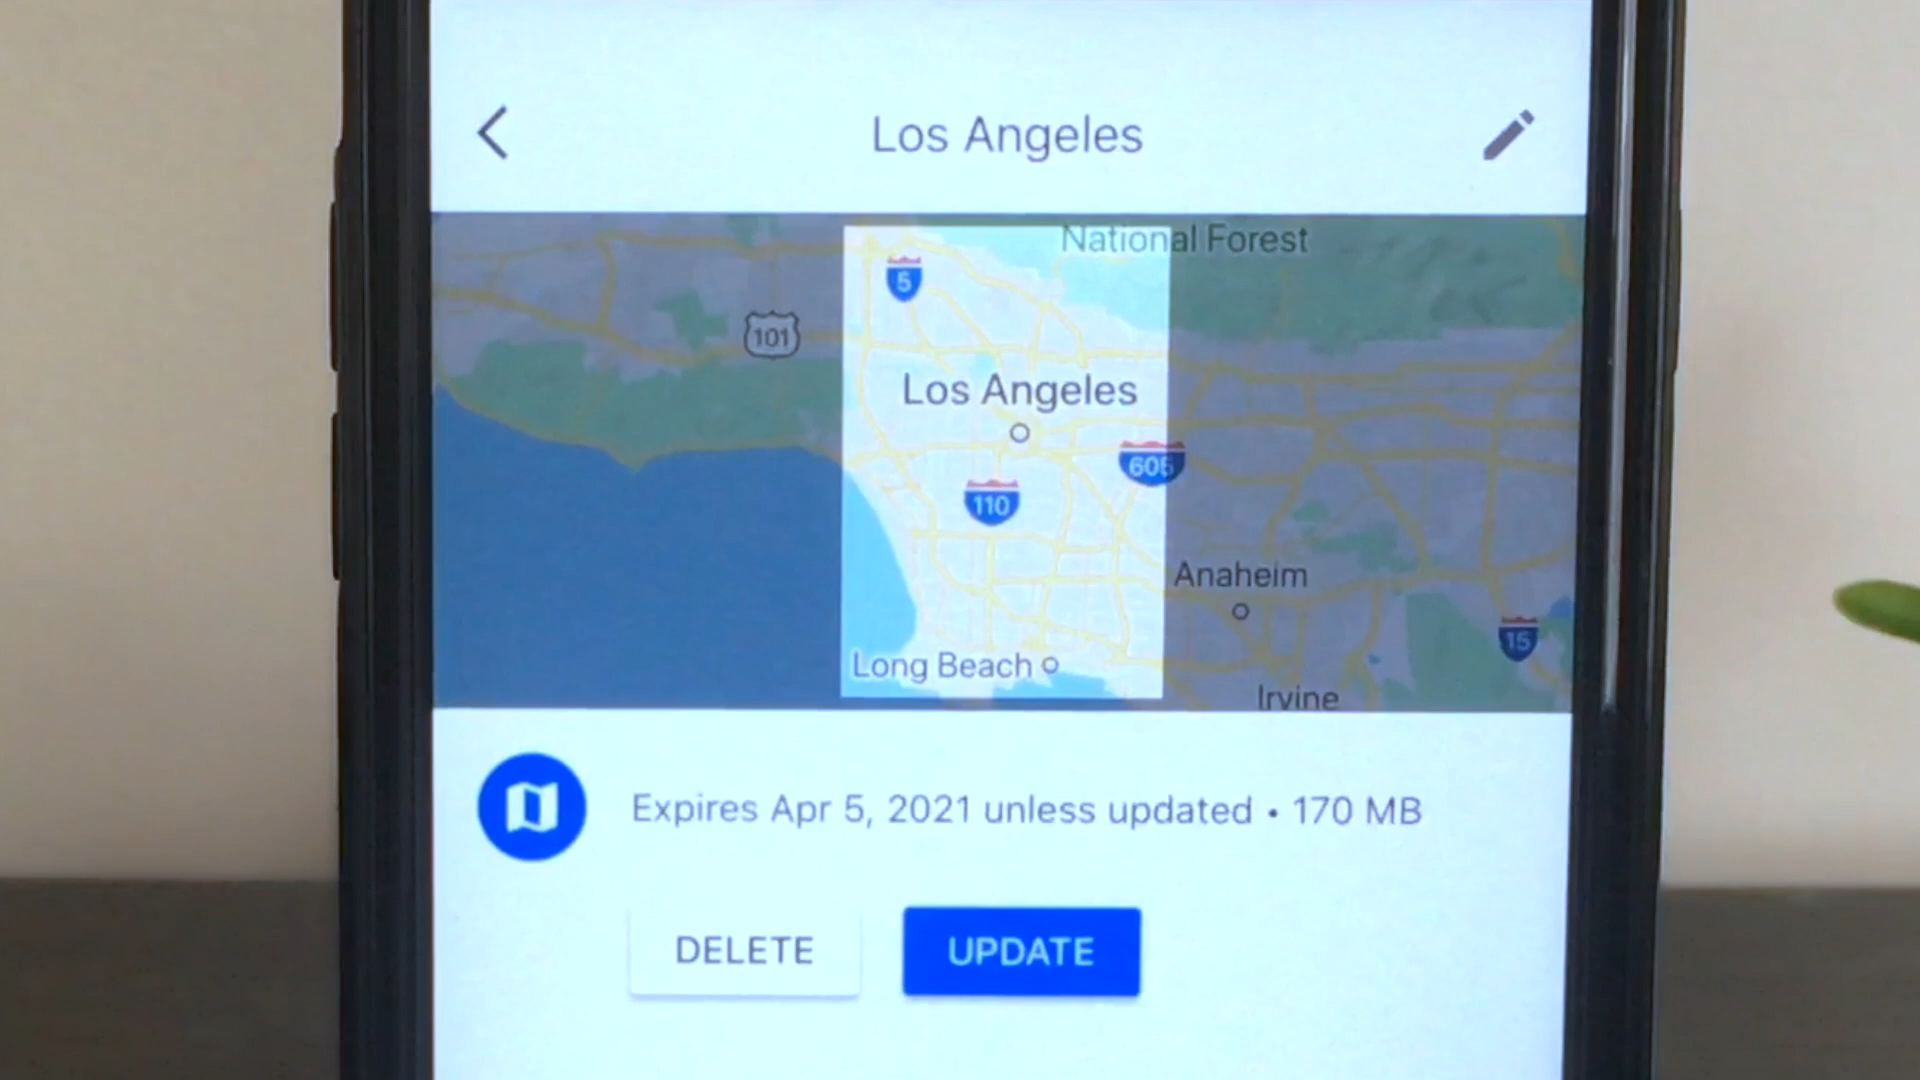 Los Angeles
National Forest
5
101
Los Angeles
605
110
Anaheim
15
Long Beach
Irvine
Expires Apr 5, 2021 unless updated • 170 MB
DELETE
UPDATE